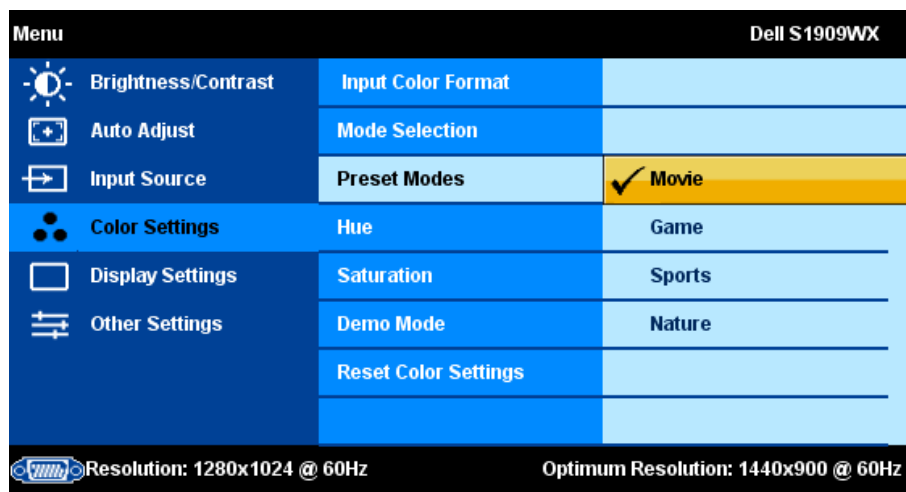 Menu Dell S1909WX
Brightness/Contrast Input Color Format
Auto Adjust Mode Selection
Input Source Preset Modes Movie
Color Settings Hue Game
Display Settings Saturation Sports
Other Settings Demo Mode Nature
Reset Color Settings
Resolution: 1280x1024 @ 60Hz Optimum Resolution: 1440x900 @ 60Hz